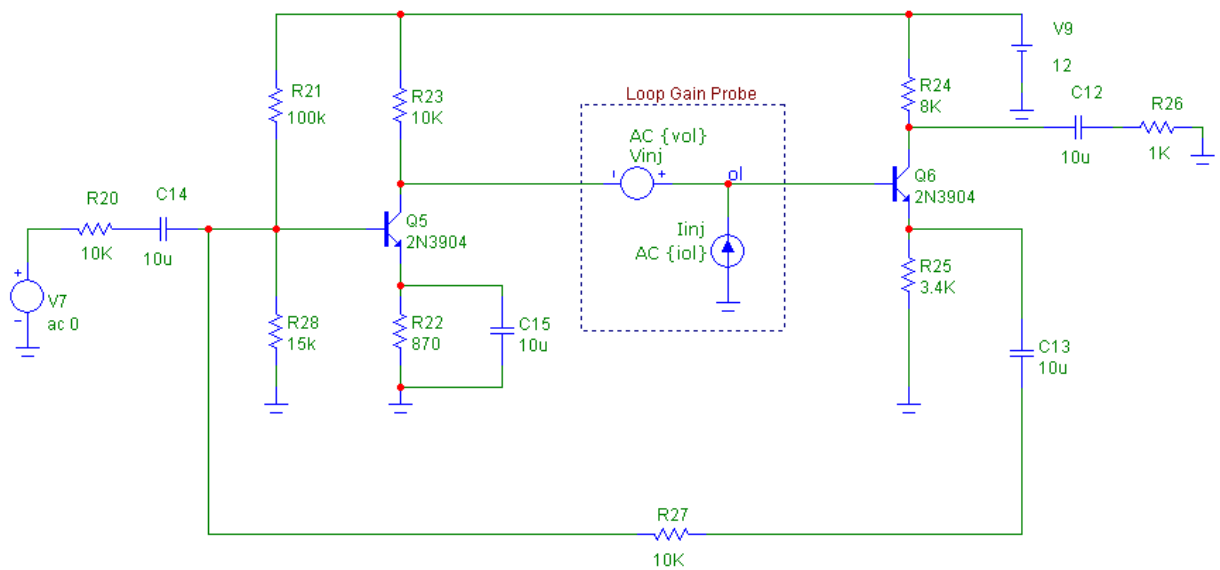 V9
12
R21
100k
R23
10K
Loop Gain Probe
R24
8K
C12
10u
R26
1K
AC {vol}
Vinj
ol
Q6
2N3904
R20
10K
C14
10u
Q5
2N3904
Iinj
AC {iol}
R25
3.4K
V7
ac 0
R28
15k
R22
870
C15
10u
C13
10u
R27
10K